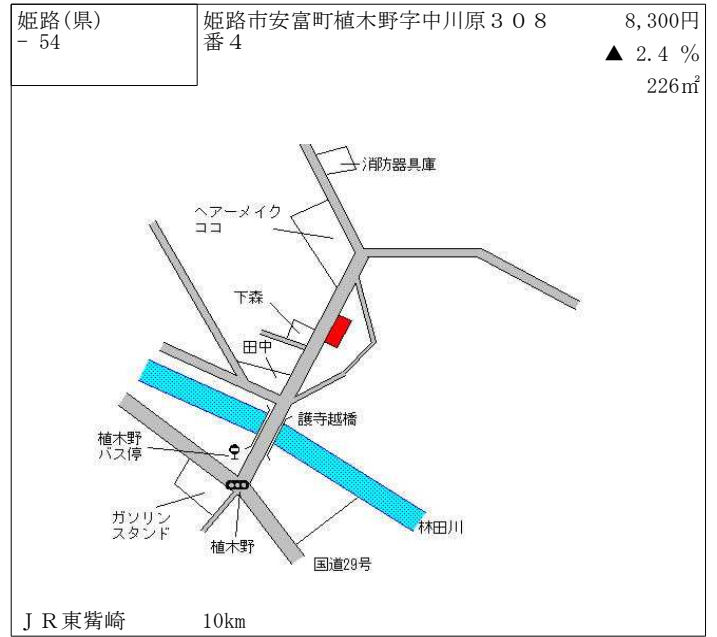 姫路(県)
- 54
姫路市安富町植木野字中川原３０８
番４
8,300円
▲ 2.4 %
226㎡
消防器具庫
ヘアーメイク
ココ
下森
田中
護寺越橋
植木野
バス停
ガソリン
スタンド
植木野
林田川
国道29号
ＪＲ東觜崎
10km